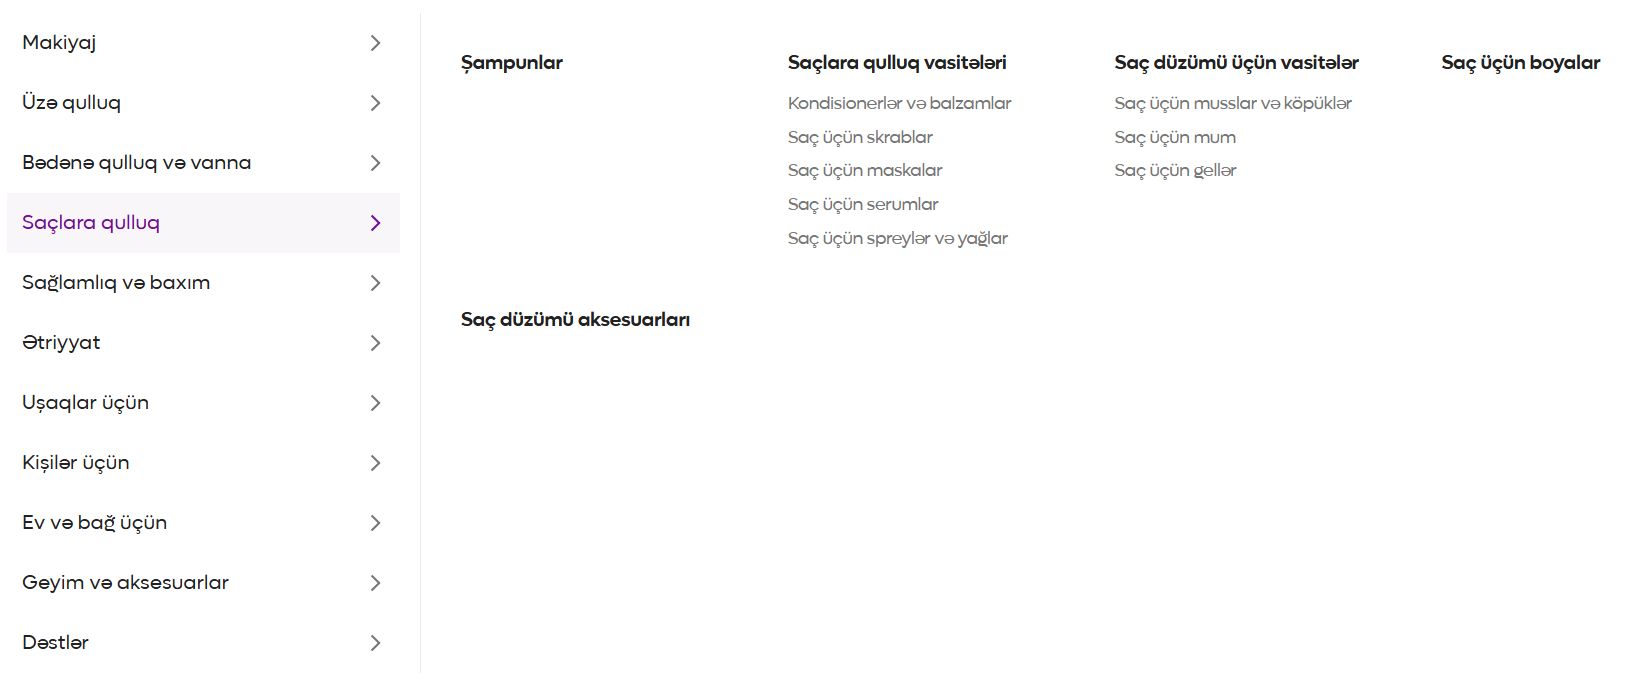 Makiyaj
Üzə qulluq
Bədənə qulluq və vanna
Saçlara qulluq
Sağlamlıq və baxım
Ətriyyat
Uşaqlar üçün
Kişilər üçün
Ev və bağ üçün
Geyim və aksesuarlar
Dəstlər
Şampunlar
Saçlara qulluq vasitələri
Kondisionerlər və balzamlar
Saç üçün skrablar
Saç üçün maskalar
Saç üçün serumlar
Saç üçün spreylər və yağlar
Saç düzümü üçün vasitələr
Saç üçün musslar və köpüklər
Saç üçün mum
Saç üçün gellər
Saç üçün boyalar
Saç düzümü aksesuarları